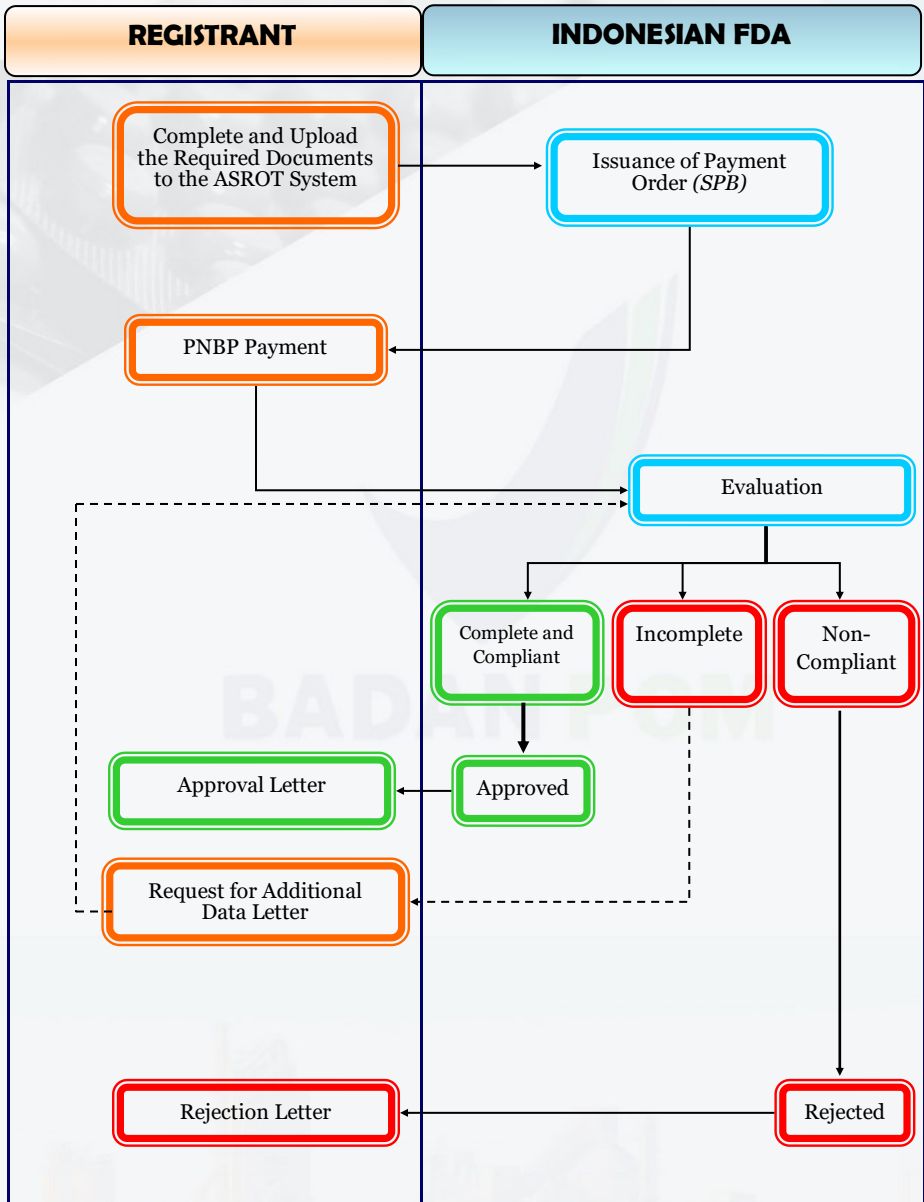 REGISTRANT
INDONESIAN FDA
Complete and Upload
the Required Documents
to the ASROT System
Issuance of Payment
Order (SPB)
PNBP Payment
Evaluation
Complete and
Compliant
Incomplete
Non-
Compliant
BADAN POM
Approval Letter
Approved
Request for Additional
Data Letter
Rejection Letter
Rejected